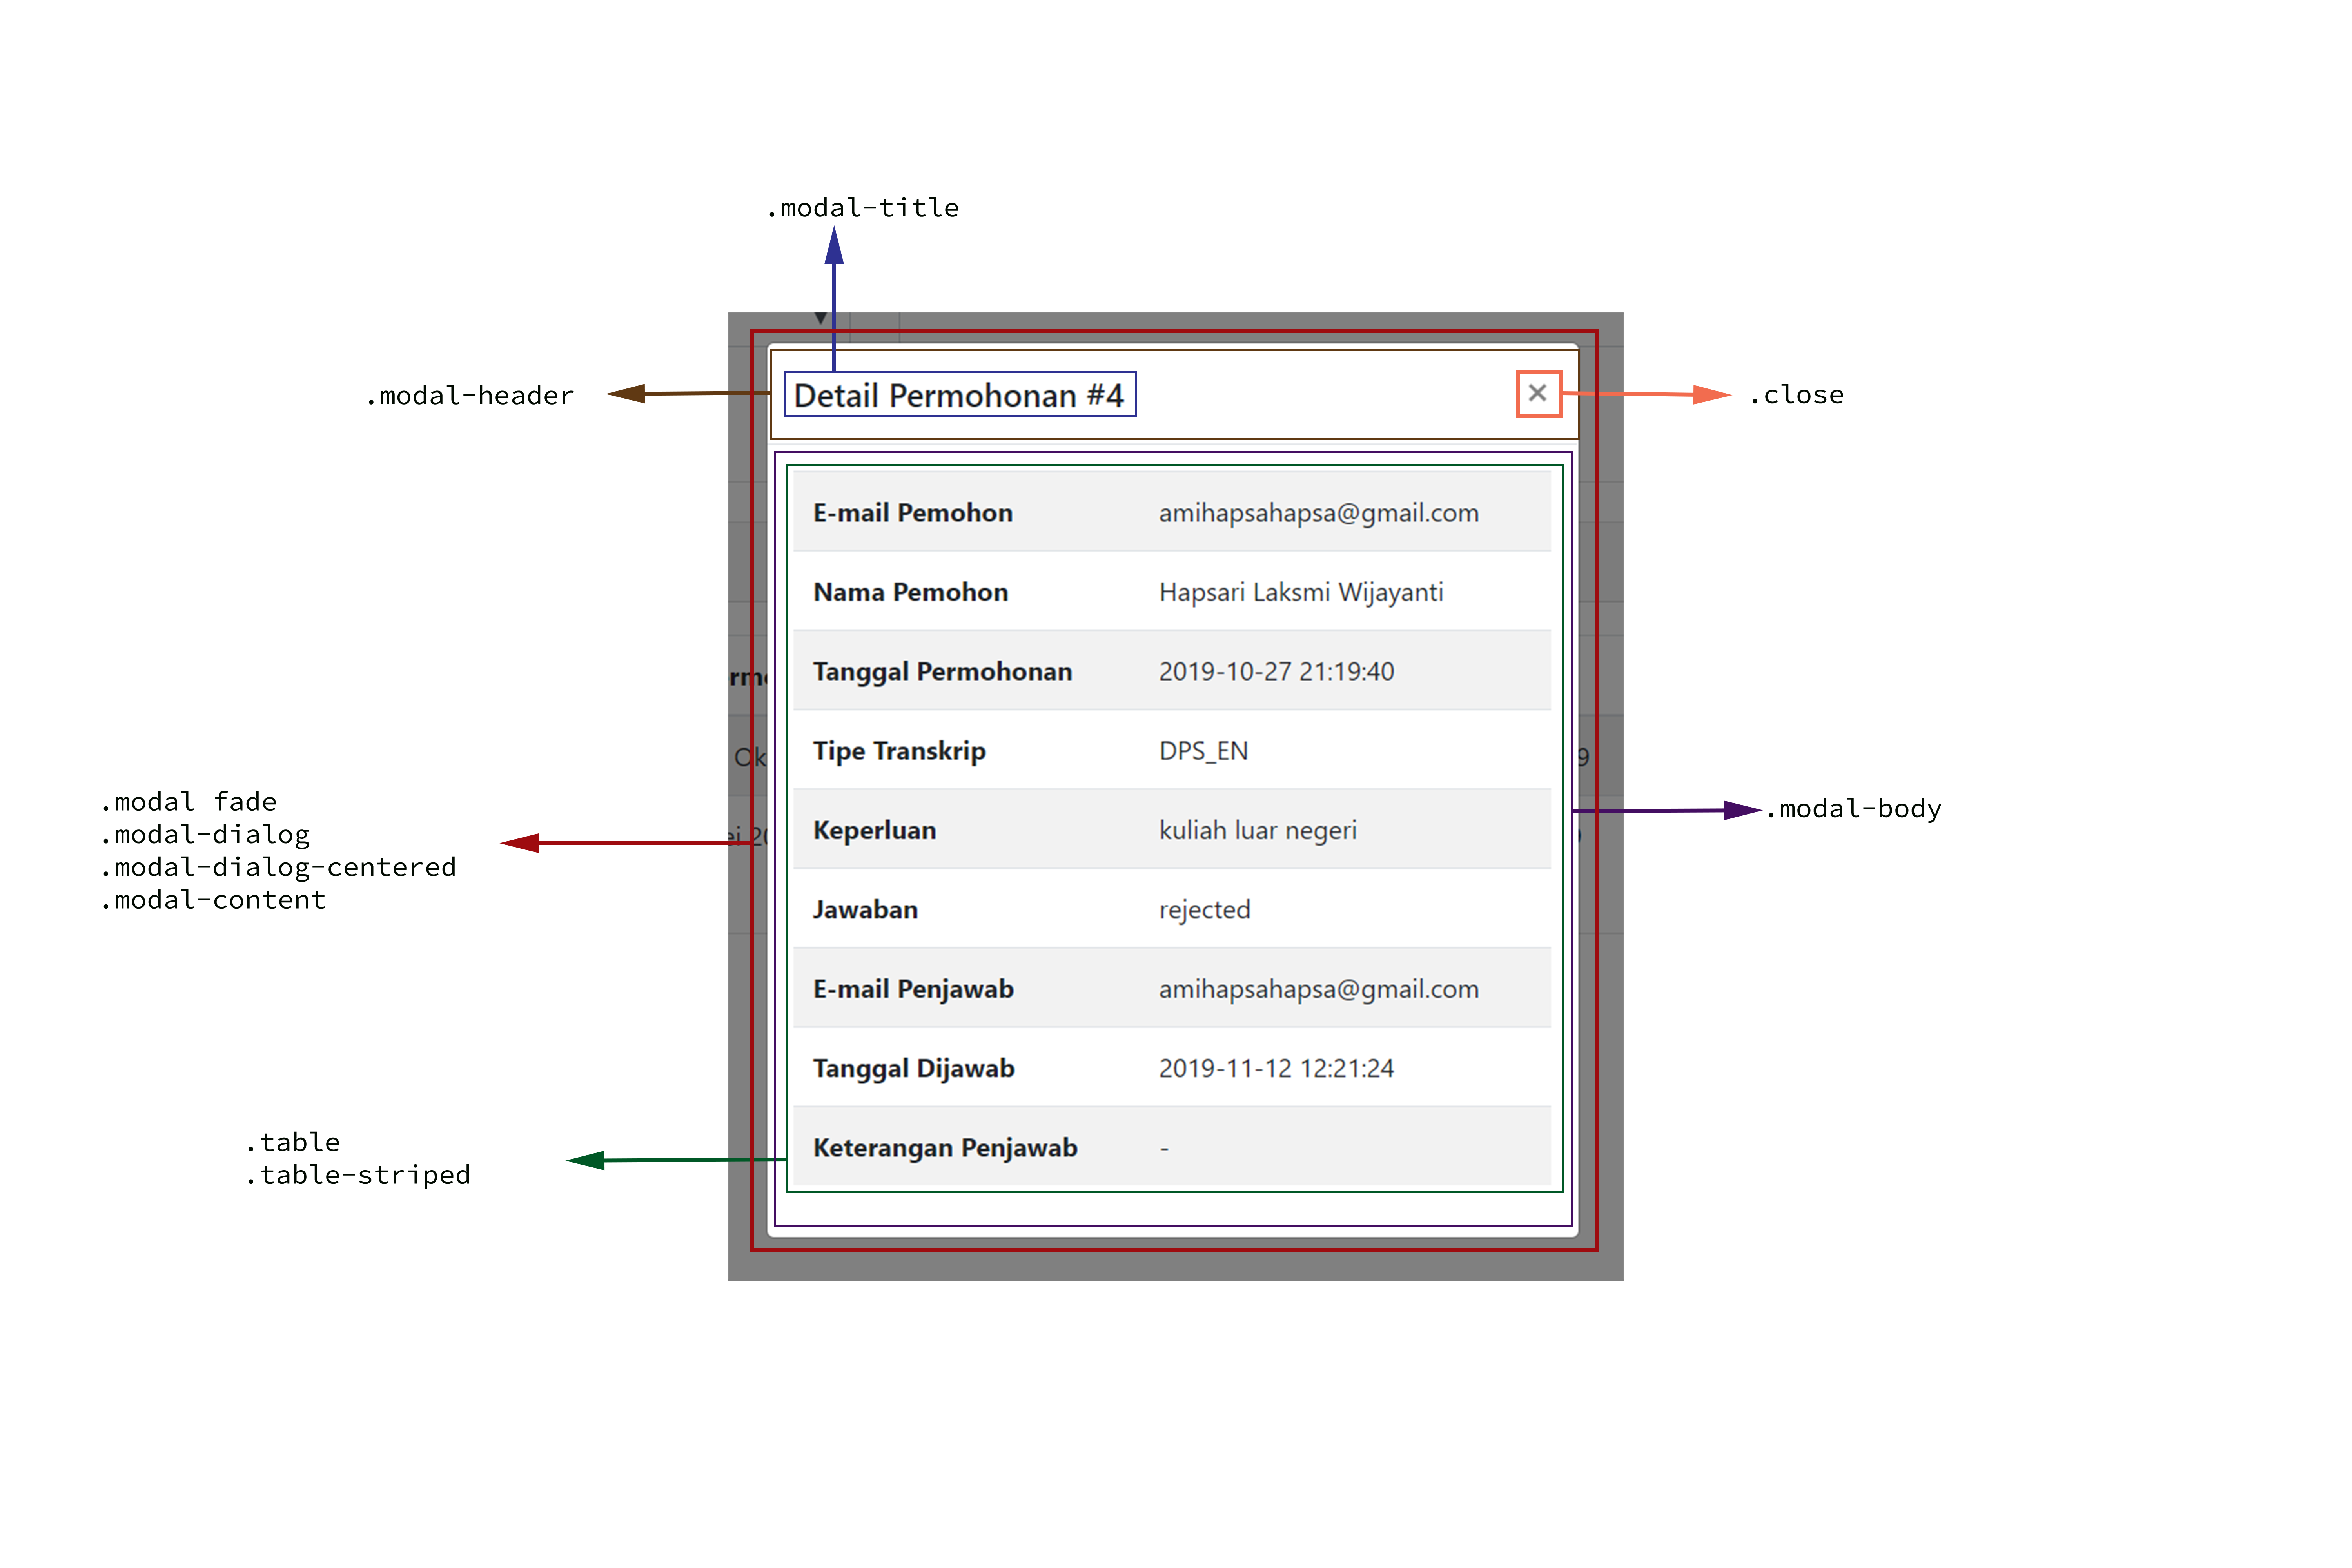 .modal-title
.modal-header
Detail Permohonan #4
×
.close
E-mail Pemohon amihapsahapsa@gmail.com
Nama Pemohon Hapsari Laksmi Wijayanti
Tanggal Permohonan 2019-10-27 21:19:40
Tipe Transkrip DPS_EN
Keperluan kuliah luar negeri
Jawaban rejected
E-mail Penjawab amihapsahapsa@gmail.com
Tanggal Dijawab 2019-11-12 12:21:24
Keterangan Penjawab -
.modal fade
.modal-dialog
.modal-dialog-centered
.modal-content
.modal-body
.table
.table-striped